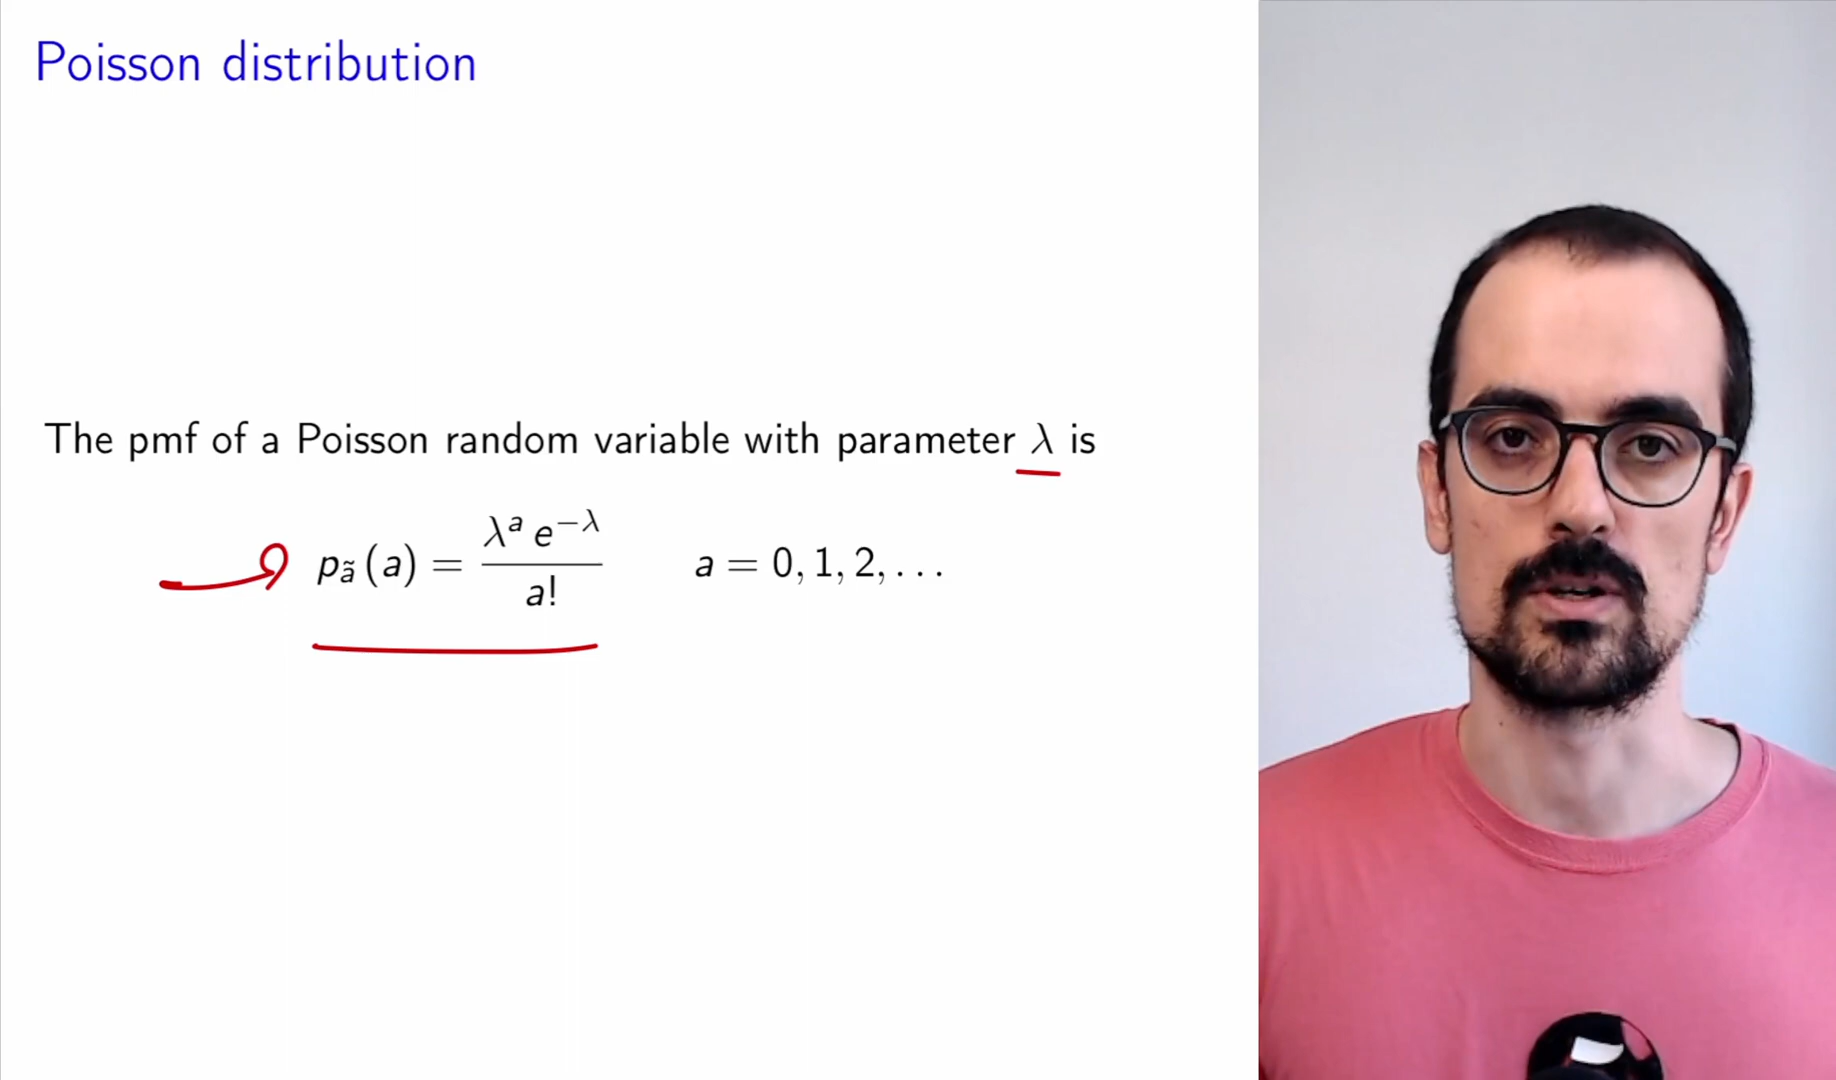 Poisson distribution
The pmf of a Poisson random variable with parameter λ is
p_ã(a) = λ^a e^{−λ} / a!    a = 0, 1, 2, . . .